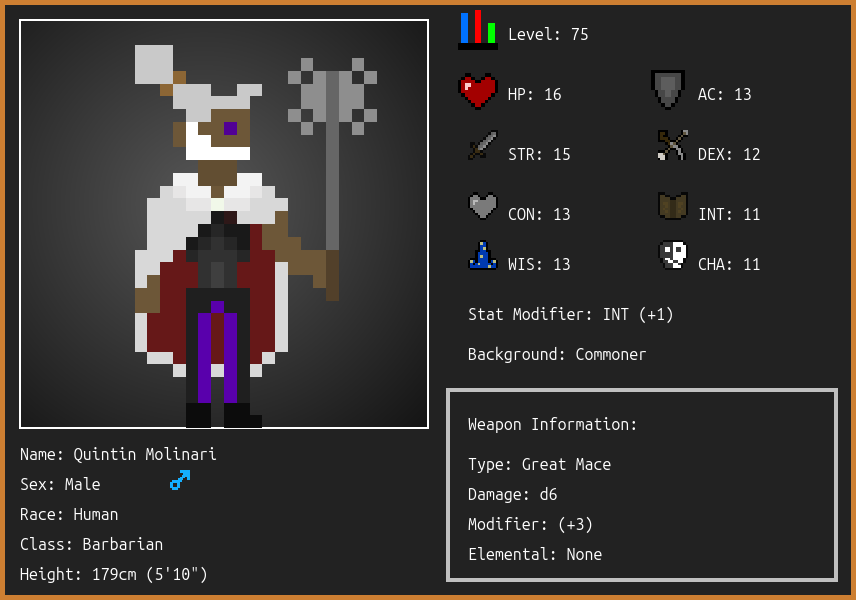 Level: 75
HP: 16
AC: 13
STR: 15
DEX: 12
CON: 13
INT: 11
WIS: 13
CHA: 11
Stat Modifier: INT (+1)
Background: Commoner
Weapon Information:
Type: Great Mace
Damage: d6
Modifier: (+3)
Elemental: None
Name: Quintin Molinari
Sex: Male
Race: Human
Class: Barbarian
Height: 179cm (5'10")